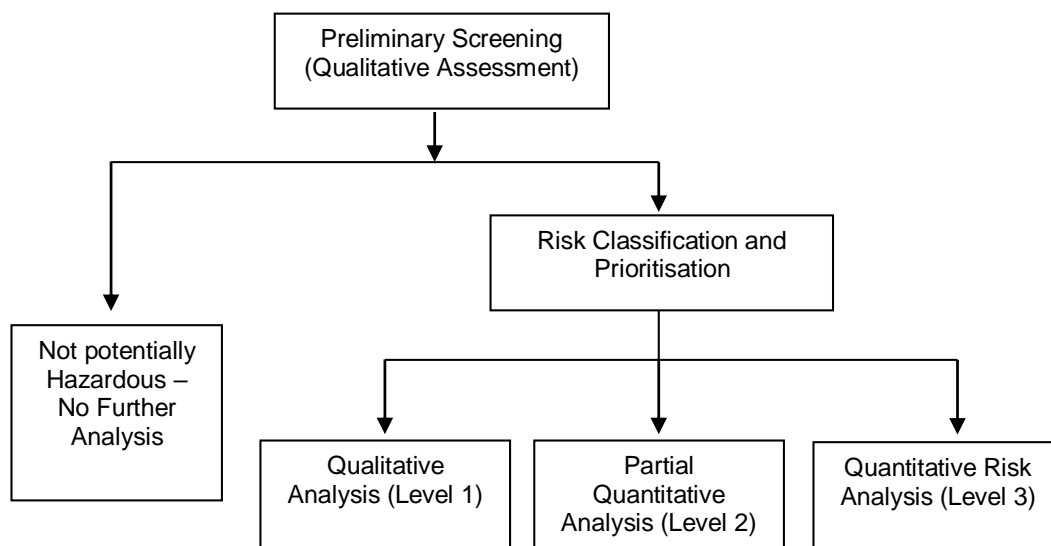 Preliminary Screening
(Qualitative Assessment)
Risk Classification and
Prioritisation
Not potentially
Hazardous –
No Further
Analysis
Qualitative
Analysis (Level 1)
Partial
Quantitative
Analysis (Level 2)
Quantitative Risk
Analysis (Level 3)